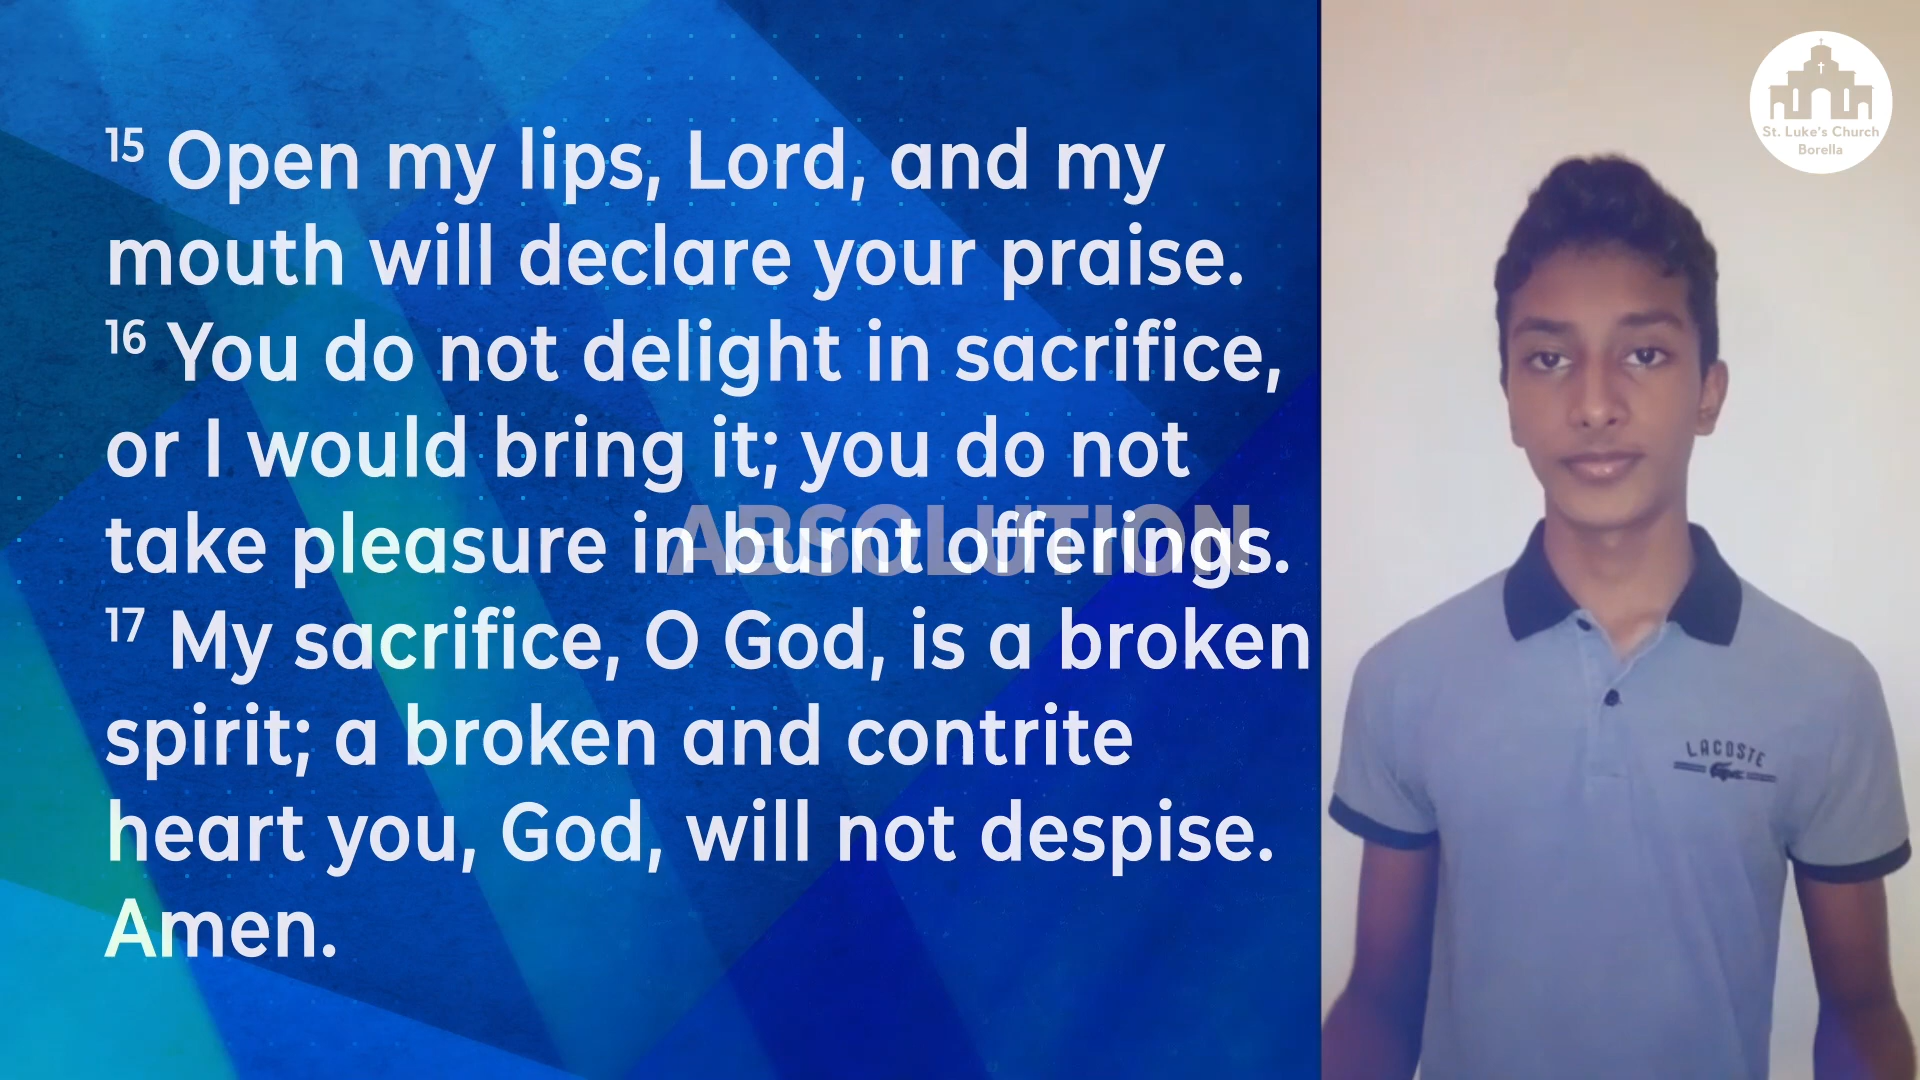 15 Open my lips, Lord, and my
mouth will declare your praise.
16 You do not delight in sacrifice,
or I would bring it; you do not
take pleasure in burnt offerings.
ABSOLUTION
17 My sacrifice, O God, is a broken
spirit; a broken and contrite
heart you, God, will not despise.
Amen.
St. Luke's Church
Borella
LACOSTE